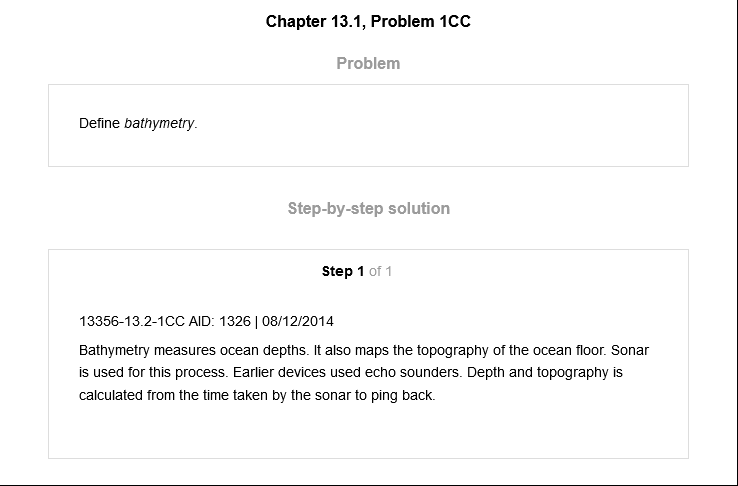 Chapter 13.1, Problem 1CC
Problem
Define bathymetry.
Step-by-step solution
Step 1 of 1
13356-13.2-1CC AID: 1326 | 08/12/2014
Bathymetry measures ocean depths. It also maps the topography of the ocean floor. Sonar
is used for this process. Earlier devices used echo sounders. Depth and topography is
calculated from the time taken by the sonar to ping back.